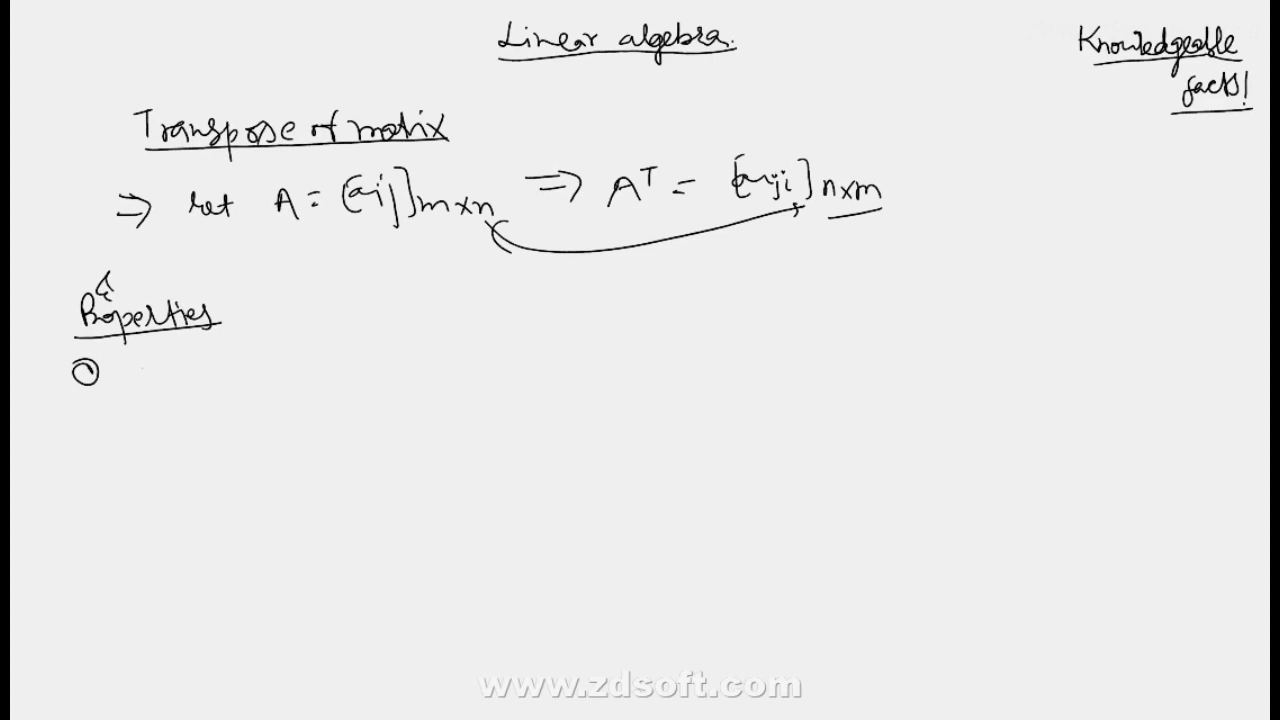 Linear algebra.
Knowledgeable
facts!
Transpose of matrix
⇒ let A = [aij]m×n ⇒ Aᵀ = [aji]n×m
Properties
①
www.zdsoft.com